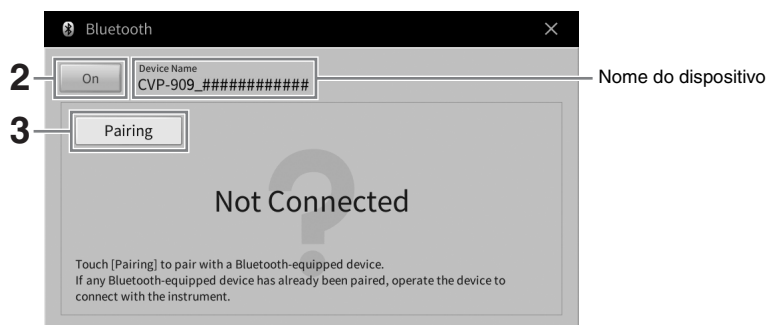 Bluetooth
2
On
Device Name
CVP-909_############
Nome do dispositivo
3
Pairing
Not Connected
Touch [Pairing] to pair with a Bluetooth-equipped device.
If any Bluetooth-equipped device has already been paired, operate the device to
connect with the instrument.